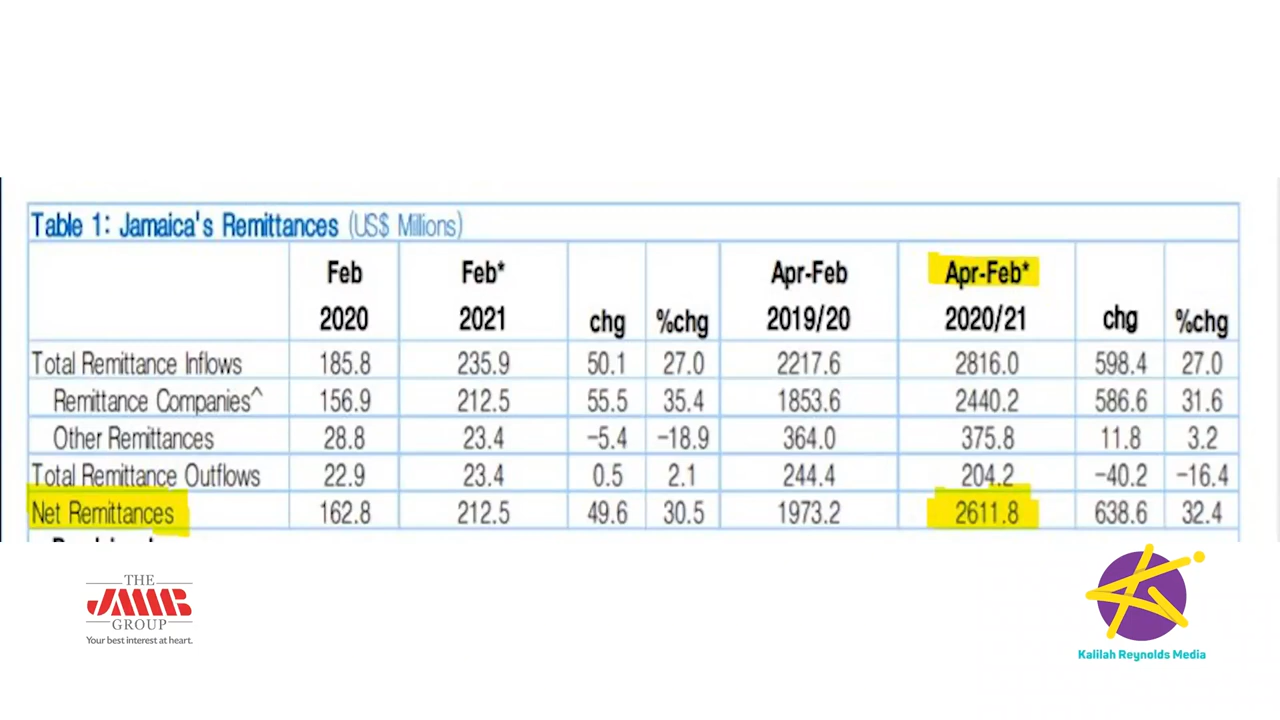 Table 1: Jamaica's Remittances (US$ Millions)
Feb Feb* Apr-Feb Apr-Feb*
2020 2021 chg %chg 2019/20 2020/21 chg %chg
Total Remittance Inflows 185.8 235.9 50.1 27.0 2217.6 2816.0 598.4 27.0
Remittance Companies^ 156.9 212.5 55.5 35.4 1853.6 2440.2 586.6 31.6
Other Remittances 28.8 23.4 -5.4 -18.9 364.0 375.8 11.8 3.2
Total Remittance Outflows 22.9 23.4 0.5 2.1 244.4 204.2 -40.2 -16.4
Net Remittances 162.8 212.5 49.6 30.5 1973.2 2611.8 638.6 32.4
THE
JMMB
GROUP
Your best interest at heart.
Kalilah Reynolds Media